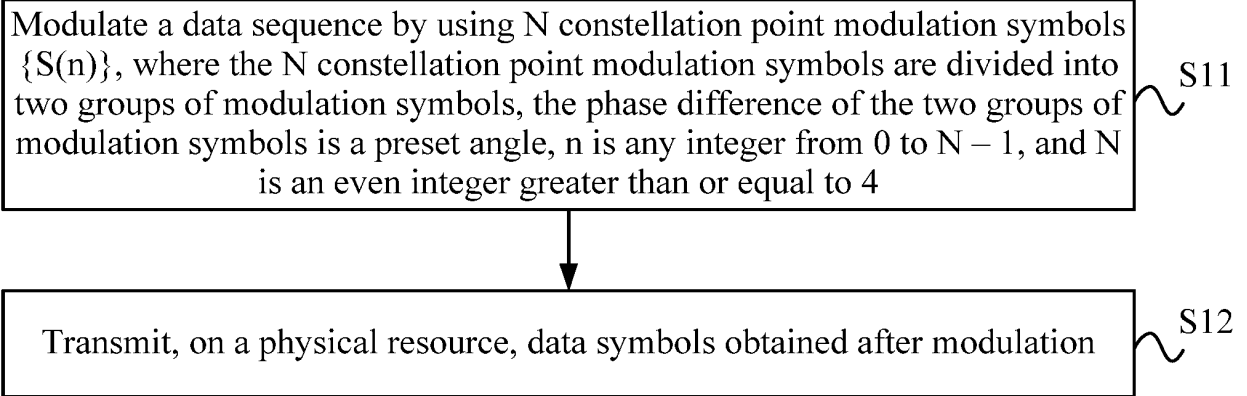 Modulate a data sequence by using N constellation point modulation symbols
{S(n)}, where the N constellation point modulation symbols are divided into
two groups of modulation symbols, the phase difference of the two groups of
modulation symbols is a preset angle, n is any integer from 0 to N – 1, and N
is an even integer greater than or equal to 4
S11
Transmit, on a physical resource, data symbols obtained after modulation
S12